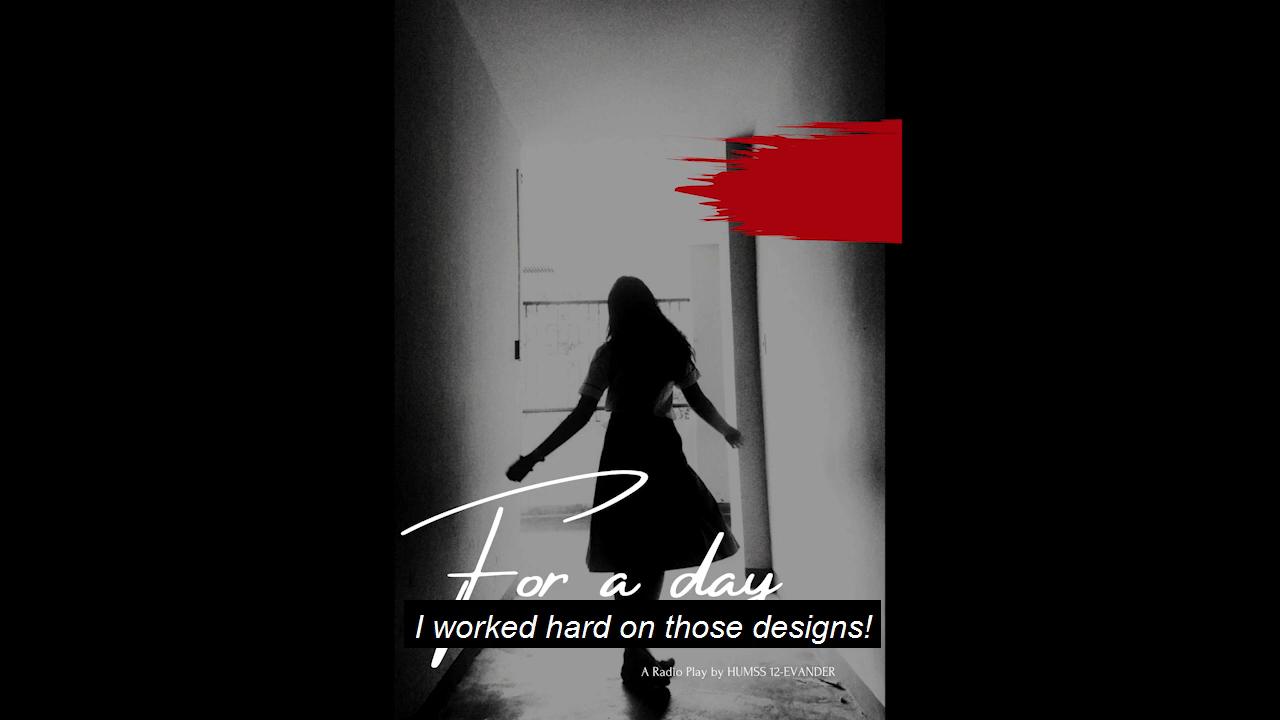 For a day
I worked hard on those designs!
A Radio Play by HUMSS 12-EVANDER